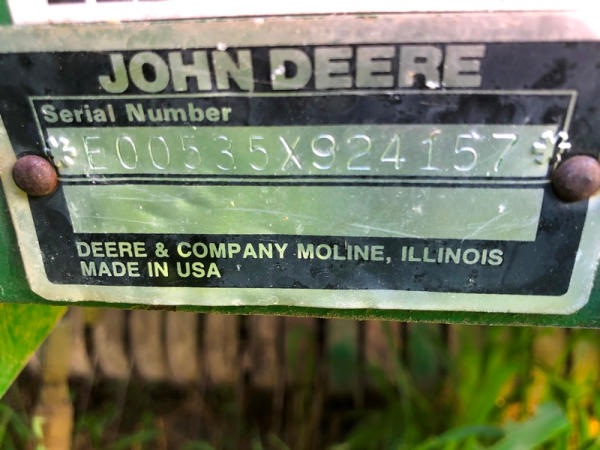 JOHN DEERE
Serial Number
*E00535X924157*
DEERE & COMPANY MOLINE, ILLINOIS
MADE IN USA